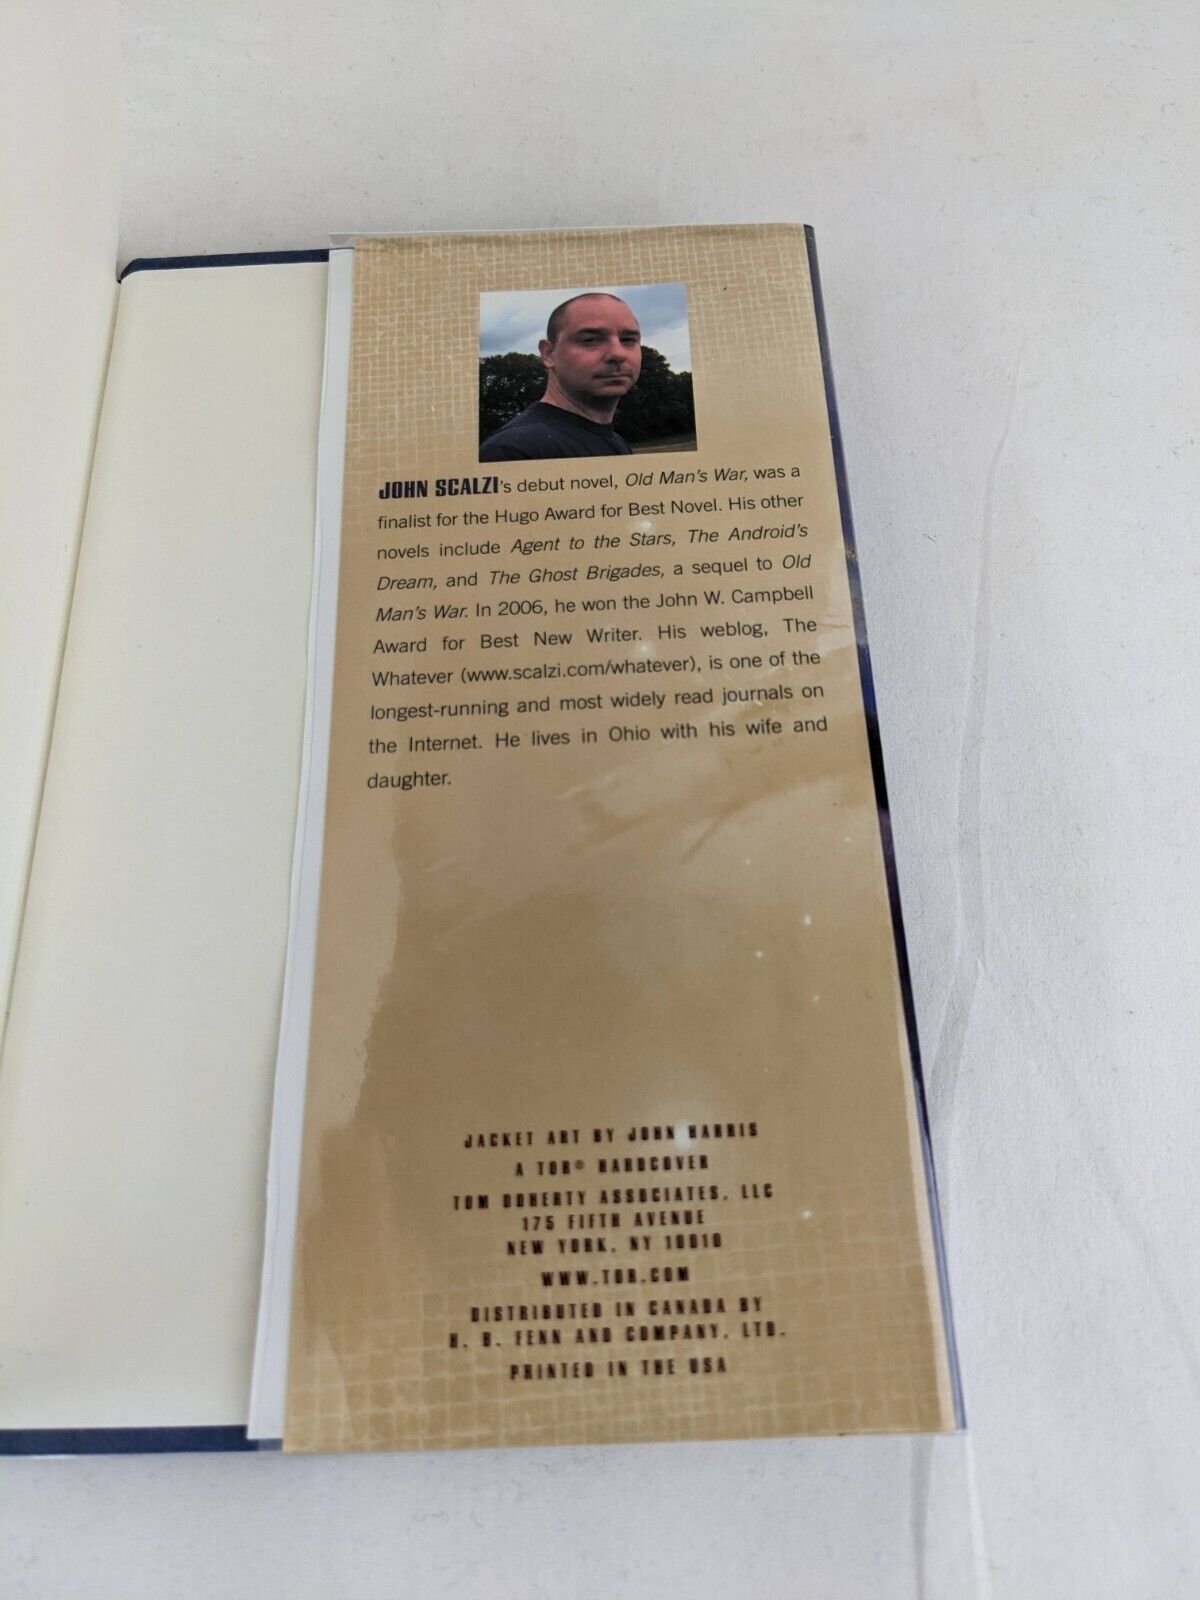 JOHN SCALZI's debut novel, Old Man's War, was a
finalist for the Hugo Award for Best Novel. His other
novels include Agent to the Stars, The Android's
Dream, and The Ghost Brigades, a sequel to Old
Man's War. In 2006, he won the John W. Campbell
Award for Best New Writer. His weblog, The
Whatever (www.scalzi.com/whatever), is one of the
longest-running and most widely read journals on
the Internet. He lives in Ohio with his wife and
daughter.
JACKET ART BY JOHN HARRIS
A TOR® HARDCOVER
TOM DOHERTY ASSOCIATES, LLC
175 FIFTH AVENUE
NEW YORK, NY 10010
WWW.TOR.COM
DISTRIBUTED IN CANADA BY
H. B. FENN AND COMPANY, LTD.
PRINTED IN THE USA